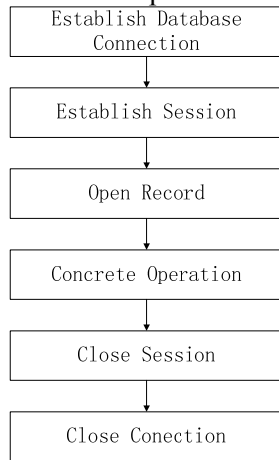 Establish Database
Connection
Establish Session
Open Record
Concrete Operation
Close Session
Close Conection